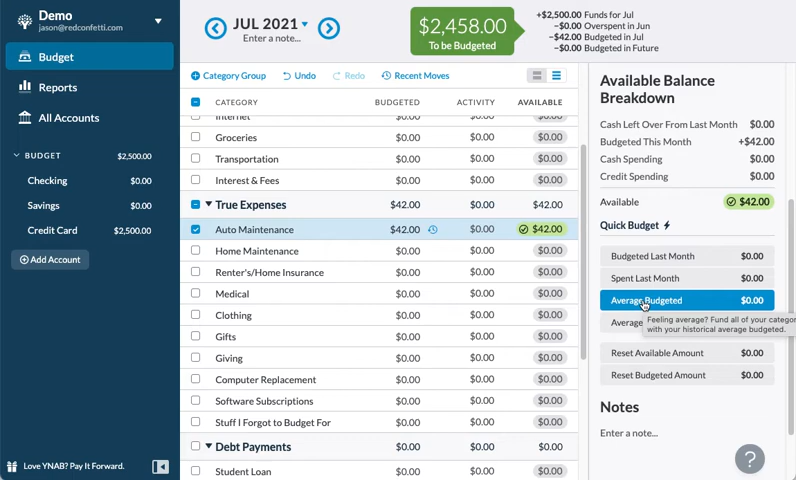 Demo
jason@redconfetti.com
Budget
Reports
All Accounts
BUDGET $2,500.00
Checking $0.00
Savings $0.00
Credit Card $2,500.00
Add Account
Love YNAB? Pay It Forward.
JUL 2021
Enter a note...
$2,458.00
To be Budgeted
+$2,500.00 Funds for Jul
−$0.00 Overspent in Jun
−$42.00 Budgeted in Jul
−$0.00 Budgeted in Future
Category Group Undo Redo Recent Moves
CATEGORY BUDGETED ACTIVITY AVAILABLE
Internet $0.00 $0.00 $0.00
Groceries $0.00 $0.00 $0.00
Transportation $0.00 $0.00 $0.00
Interest & Fees $0.00 $0.00 $0.00
True Expenses $42.00 $0.00 $42.00
Auto Maintenance $42.00 $0.00 $42.00
Home Maintenance $0.00 $0.00 $0.00
Renter's/Home Insurance $0.00 $0.00 $0.00
Medical $0.00 $0.00 $0.00
Clothing $0.00 $0.00 $0.00
Gifts $0.00 $0.00 $0.00
Giving $0.00 $0.00 $0.00
Computer Replacement $0.00 $0.00 $0.00
Software Subscriptions $0.00 $0.00 $0.00
Stuff I Forgot to Budget For $0.00 $0.00 $0.00
Debt Payments $0.00 $0.00 $0.00
Student Loan $0.00 $0.00 $0.00
Available Balance
Breakdown
Cash Left Over From Last Month $0.00
Budgeted This Month +$42.00
Cash Spending $0.00
Credit Spending $0.00
Available $42.00
Quick Budget
Budgeted Last Month $0.00
Spent Last Month $0.00
Average Budgeted $0.00
Average
Feeling average? Fund all of your categor
with your historical average budgeted.
Reset Available Amount $0.00
Reset Budgeted Amount $0.00
Notes
Enter a note...
?